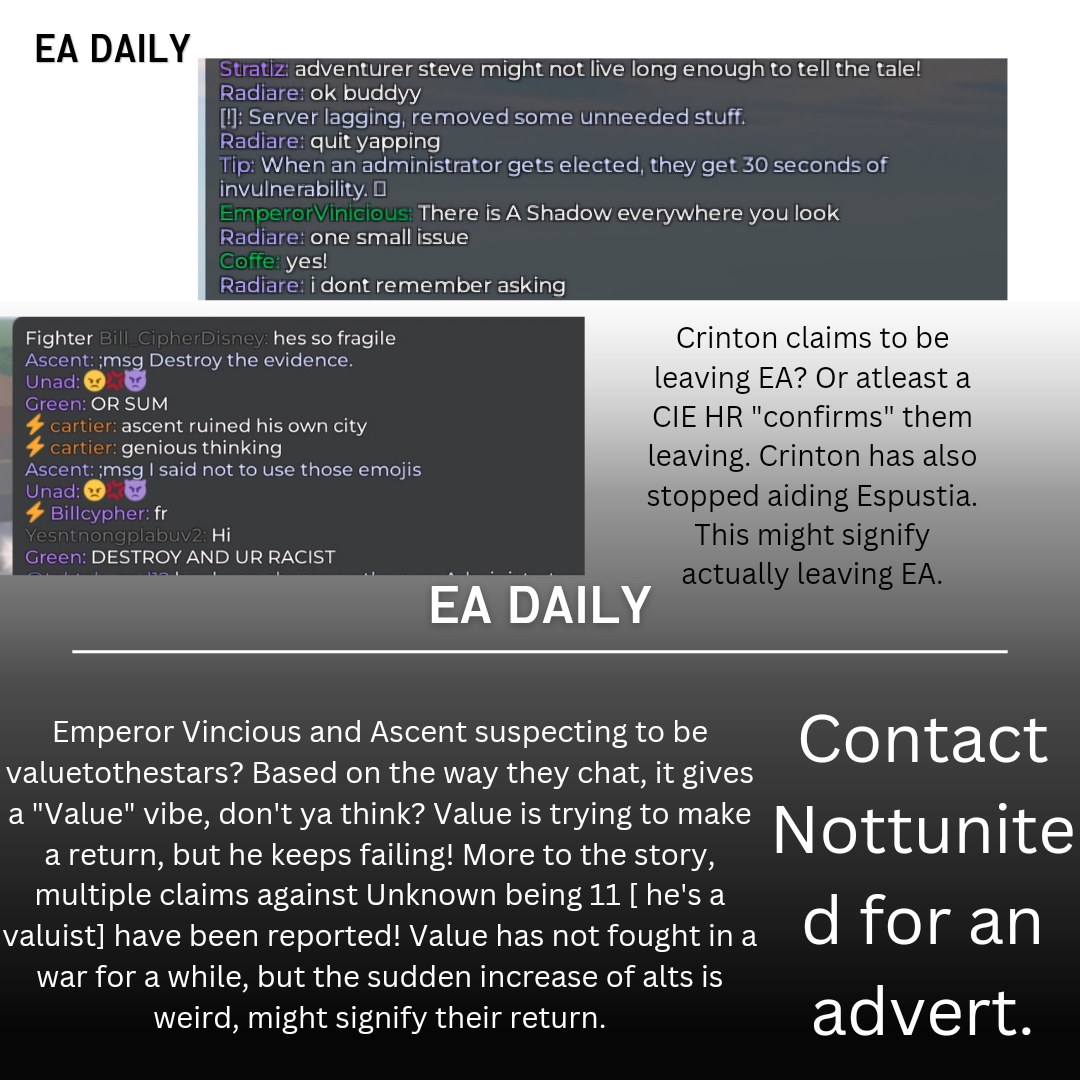 EA DAILY
Stratiz: adventurer steve might not live long enough to tell the tale!
Radiare: ok buddyy
[!]: Server lagging, removed some unneeded stuff.
Radiare: quit yapping
Tip: When an administrator gets elected, they get 30 seconds of
invulnerability.
EmperorVinicious: There is A Shadow everywhere you look
Radiare: one small issue
Coffe: yes!
Radiare: i dont remember asking
Fighter Bill_CipherDisney: hes so fragile
Ascent: ;msg Destroy the evidence.
Unad: 😠💢😈
Green: OR SUM
⚡ cartier: ascent ruined his own city
⚡ cartier: genious thinking
Ascent: ;msg I said not to use those emojis
Unad: 😠💢😈
⚡ Billcypher: fr
Yesntnongplabuv2: Hi
Green: DESTROY AND UR RACIST
Crinton claims to be
leaving EA? Or atleast a
CIE HR "confirms" them
leaving. Crinton has also
stopped aiding Espustia.
This might signify
actually leaving EA.
EA DAILY
Emperor Vincious and Ascent suspecting to be
valuetothestars? Based on the way they chat, it gives
a "Value" vibe, don't ya think? Value is trying to make
a return, but he keeps failing! More to the story,
multiple claims against Unknown being 11 [ he's a
valuist] have been reported! Value has not fought in a
war for a while, but the sudden increase of alts is
weird, might signify their return.
Contact
Nottunite
d for an
advert.